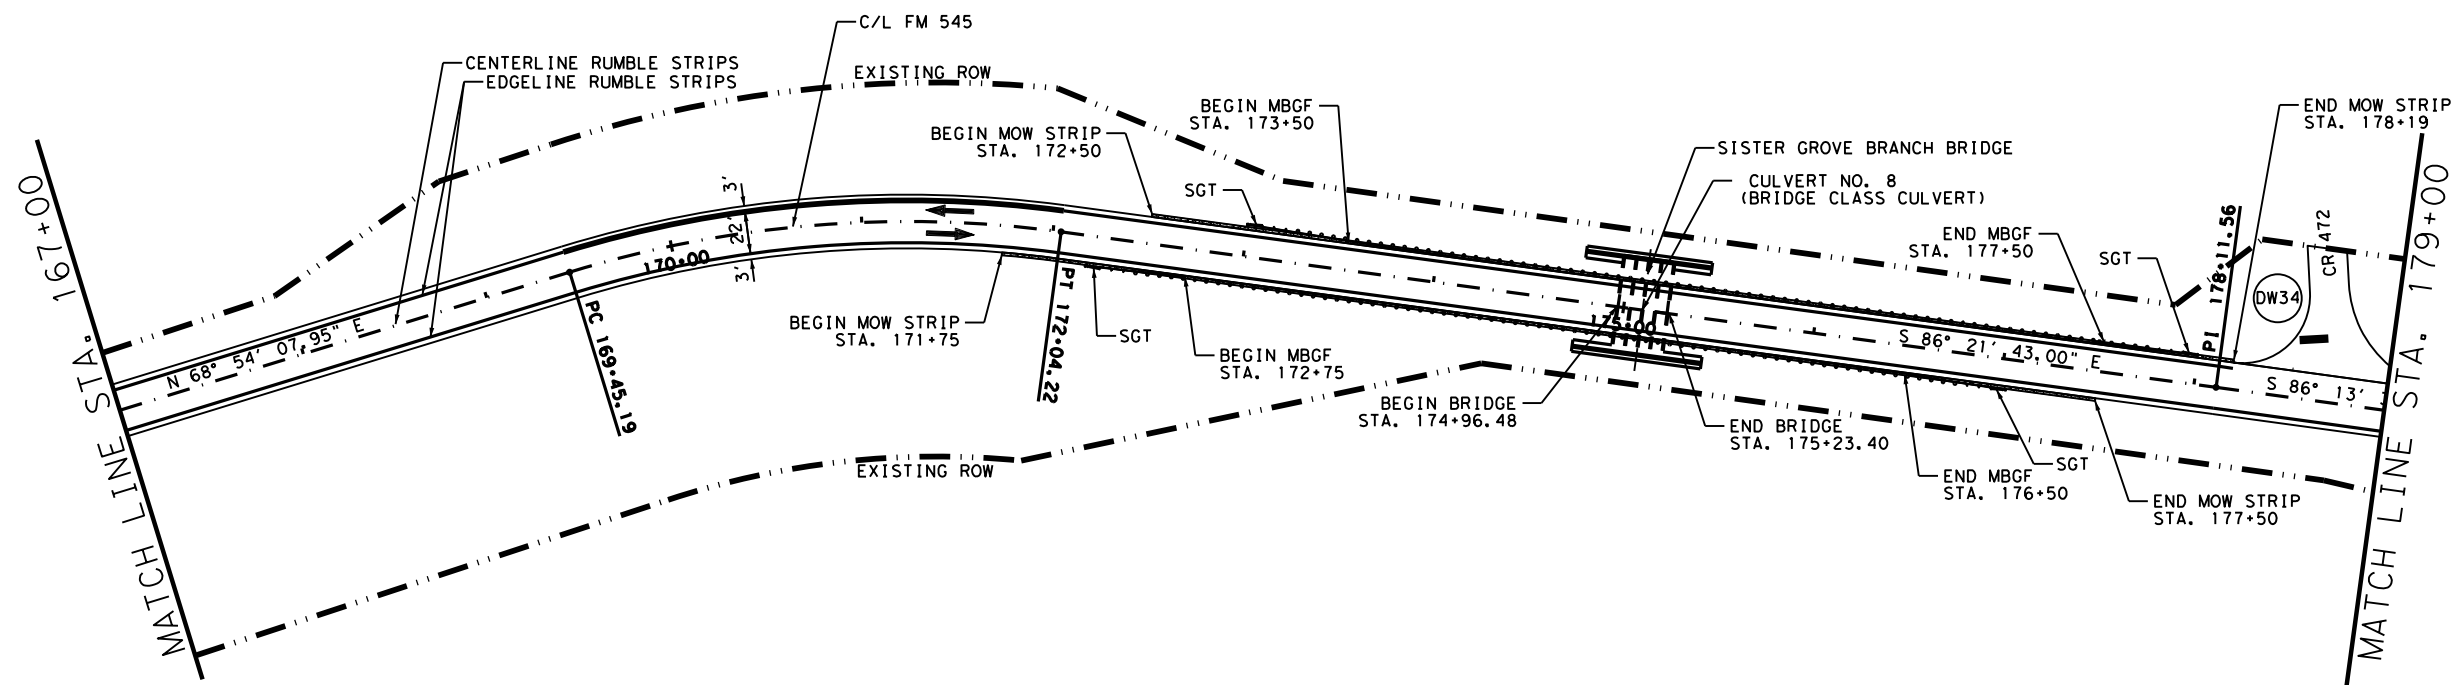 C/L FM 545
CENTERLINE RUMBLE STRIPS
EDGELINE RUMBLE STRIPS
EXISTING ROW
BEGIN MBGF
STA. 173+50
BEGIN MOW STRIP
STA. 172+50
SGT
SISTER GROVE BRANCH BRIDGE
CULVERT NO. 8
(BRIDGE CLASS CULVERT)
END MOW STRIP
STA. 178+19
END MBGF
STA. 177+50
SGT
CR 472
DW34
PI 178+11.56
MATCH LINE STA. 167+00
MATCH LINE STA. 179+00
3'
22'
3'
170+00
N 68° 54' 07.95" E
PC 169+45.19
PT 172+04.22
BEGIN MOW STRIP
STA. 171+75
SGT
BEGIN MBGF
STA. 172+75
175+00
S 86° 21' 43.00" E
S 86° 13'
BEGIN BRIDGE
STA. 174+96.48
END BRIDGE
STA. 175+23.40
EXISTING ROW
SGT
END MBGF
STA. 176+50
END MOW STRIP
STA. 177+50